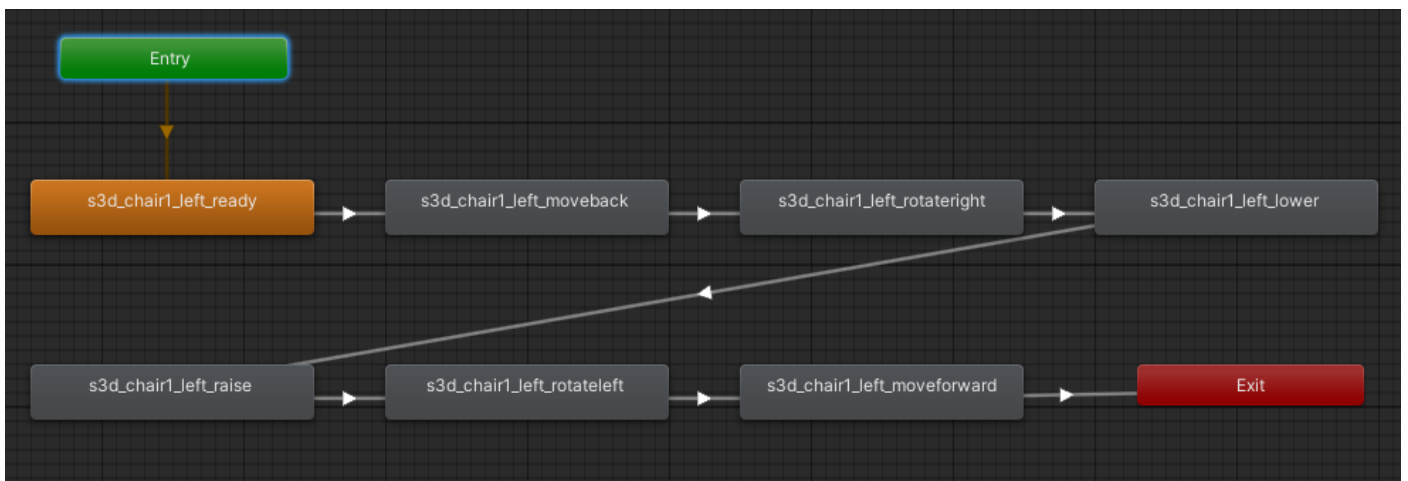 Entry
s3d_chair1_left_ready
s3d_chair1_left_moveback
s3d_chair1_left_rotateright
s3d_chair1_left_lower
s3d_chair1_left_raise
s3d_chair1_left_rotateleft
s3d_chair1_left_moveforward
Exit